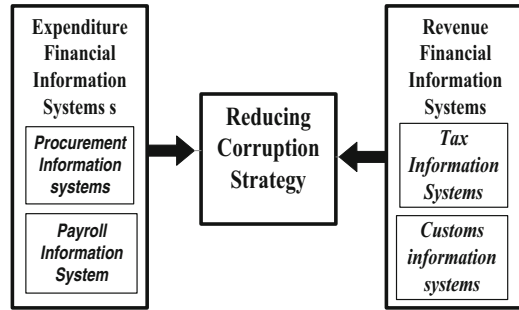 Expenditure
Financial
Information
Systems s
Procurement
Information
systems
Payroll
Information
System
Reducing
Corruption
Strategy
Revenue
Financial
Information
Systems
Tax
Information
Systems
Customs
information
systems